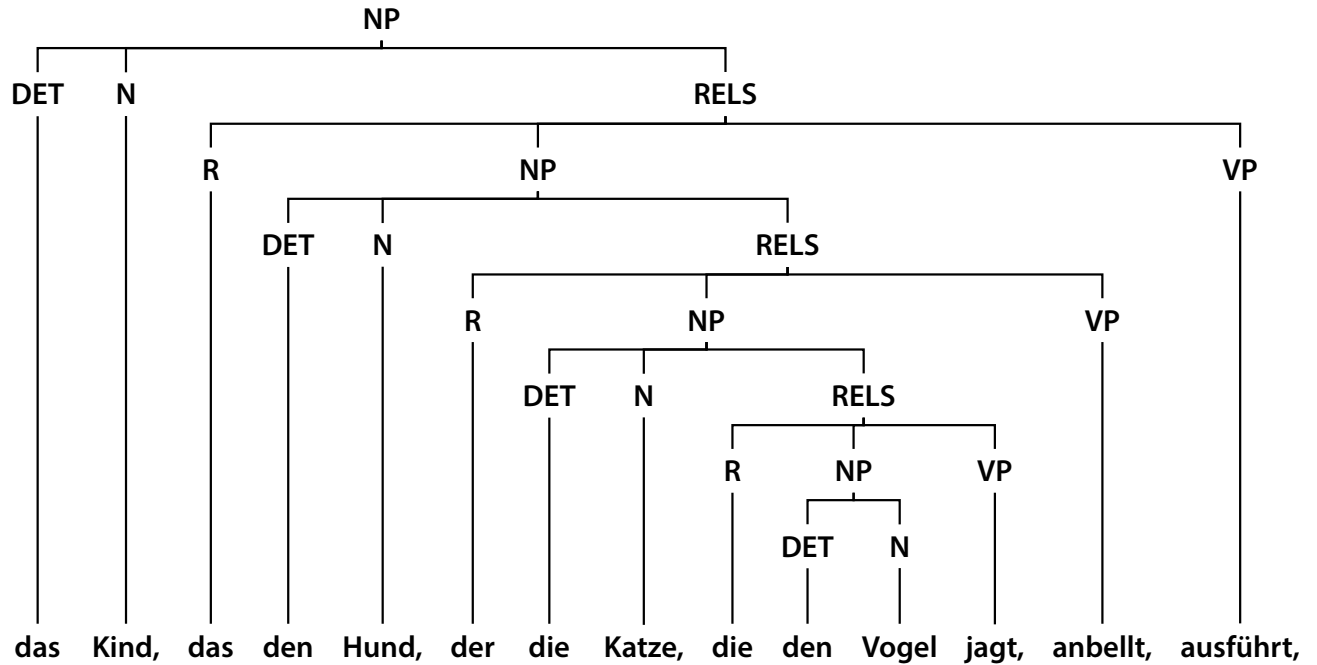 NP
DET N RELS
R NP VP
DET N RELS
R NP VP
DET N RELS
R NP VP
DET N
das Kind, das den Hund, der die Katze, die den Vogel jagt, anbellt, ausführt,